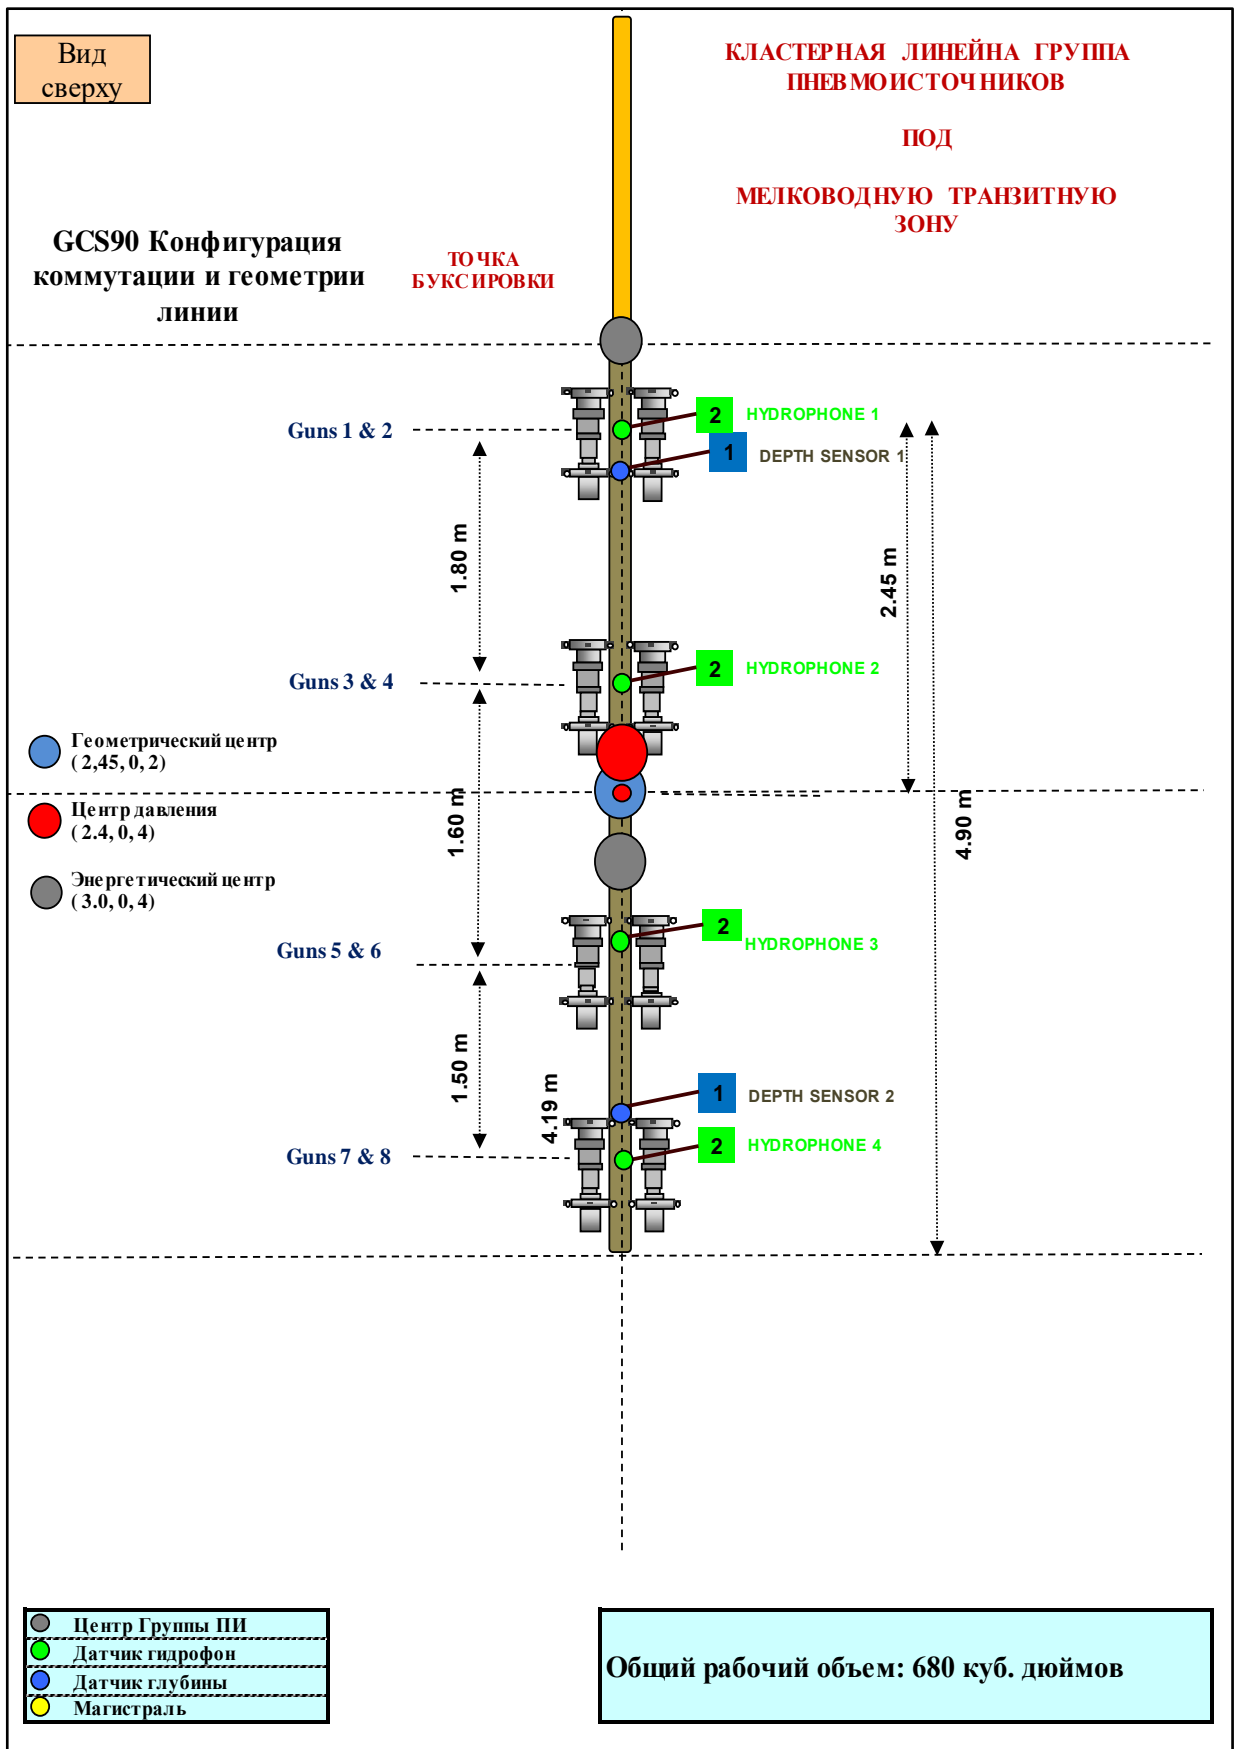 Вид
сверху
КЛАСТЕРНАЯ ЛИНЕЙНА ГРУППА
ПНЕВМОИСТОЧНИКОВ
ПОД
МЕЛКОВОДНУЮ ТРАНЗИТНУЮ
ЗОНУ
GCS90 Конфигурация
коммутации и геометрии
линии
ТОЧКА
БУКСИРОВКИ
Guns 1 & 2
2 HYDROPHONE 1
1 DEPTH SENSOR 1
1.80 m
2.45 m
Guns 3 & 4
2 HYDROPHONE 2
Геометрический центр
( 2,45, 0, 2)
Центр давления
( 2.4, 0, 4)
Энергетический центр
( 3.0, 0, 4)
1.60 m
4.90 m
Guns 5 & 6
2
HYDROPHONE 3
1.50 m
4.19 m
1 DEPTH SENSOR 2
Guns 7 & 8
2 HYDROPHONE 4
Центр Группы ПИ
Датчик гидрофон
Датчик глубины
Магистраль
Общий рабочий объем: 680 куб. дюймов